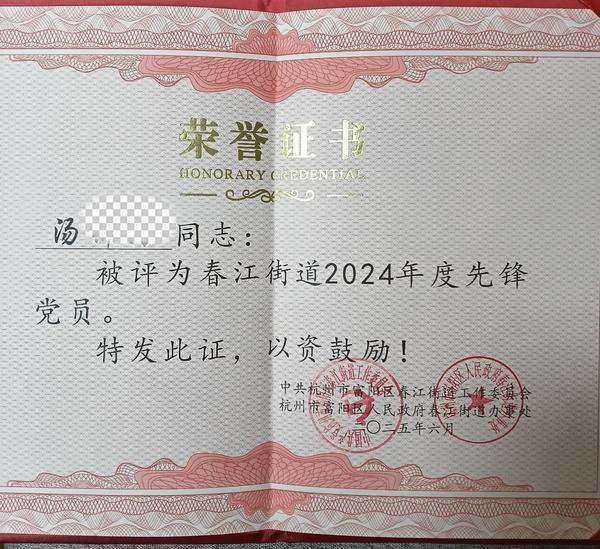 荣誉证书
HONORARY CREDENTIAL
汤 同志：
被评为春江街道2024年度先锋
党员。
特发此证，以资鼓励！
中共杭州市富阳区春江街道工作委员会
杭州市富阳区人民政府春江街道办事处
二〇二五年六月